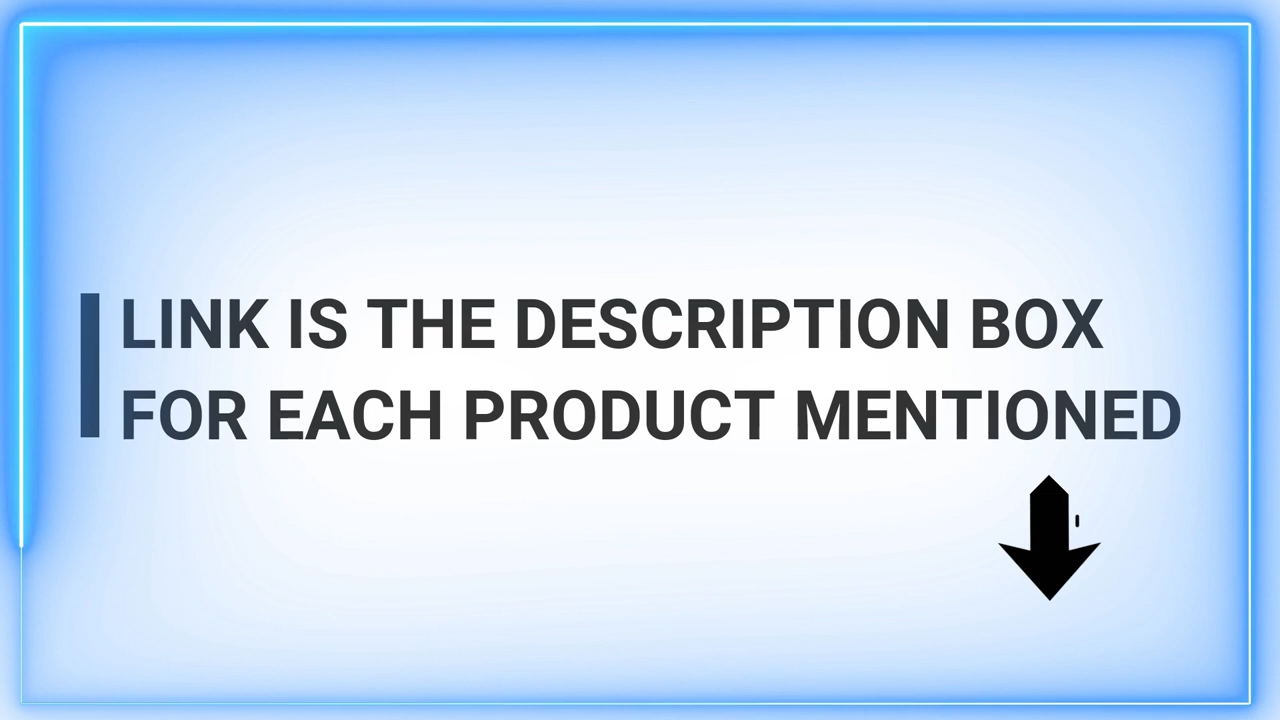 LINK IS THE DESCRIPTION BOX
FOR EACH PRODUCT MENTIONED